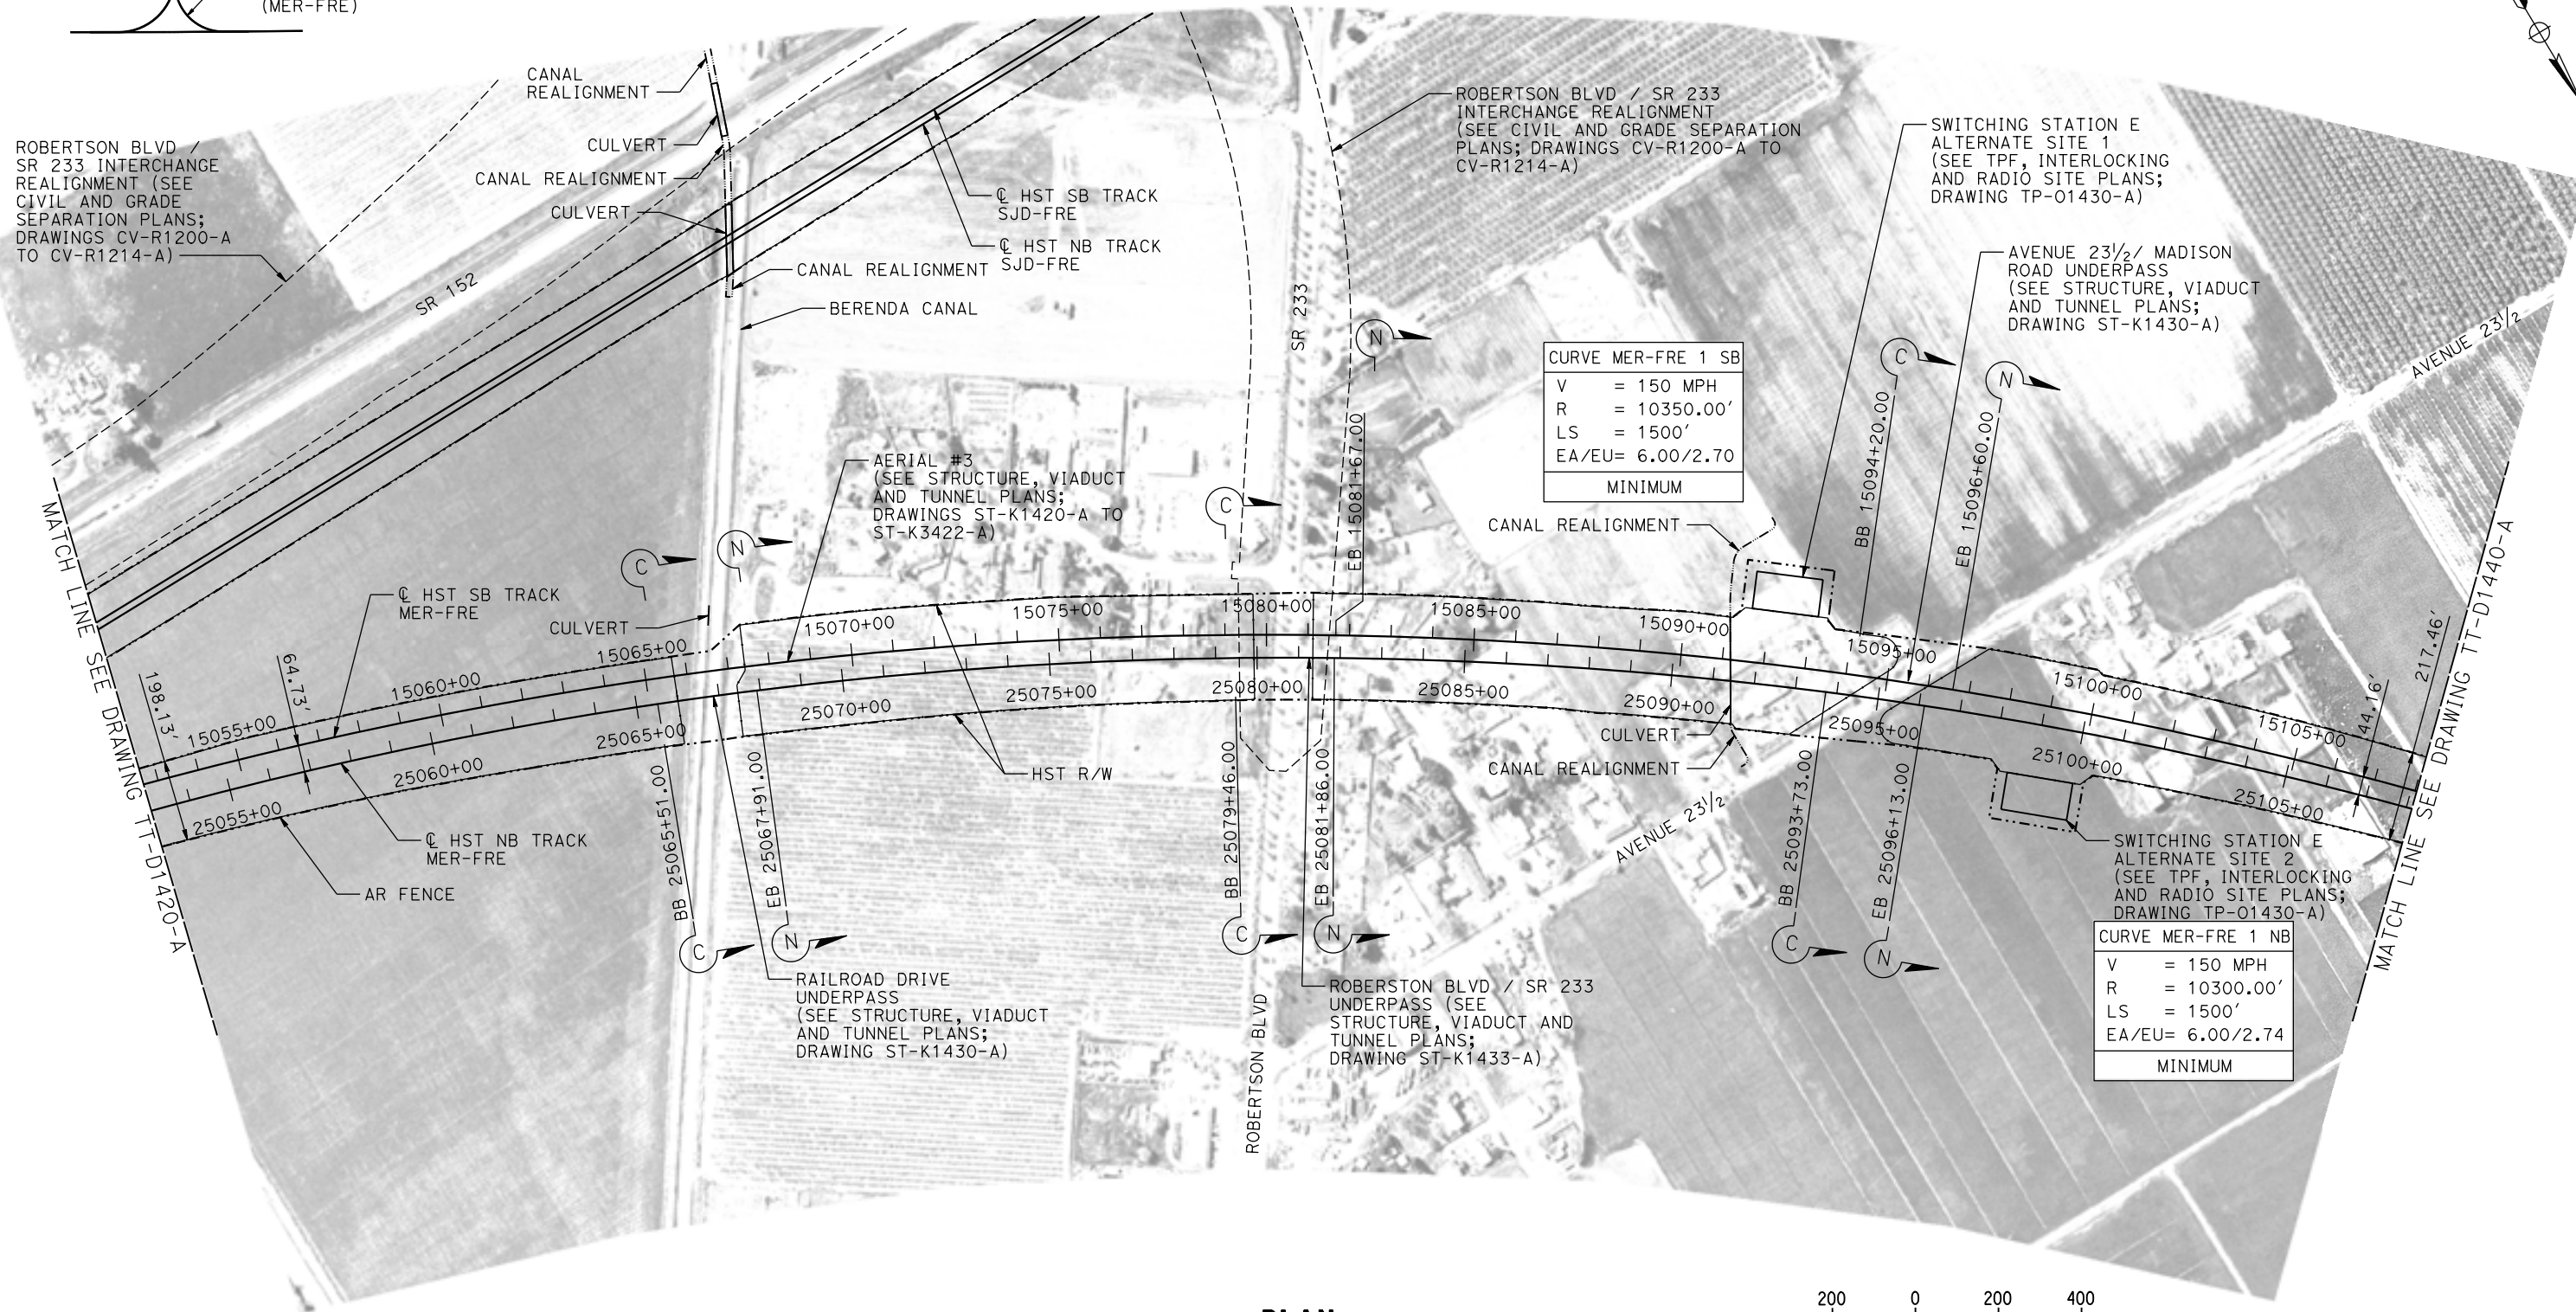 (MER-FRE)
CANAL
REALIGNMENT
CULVERT
CANAL REALIGNMENT
CULVERT
ROBERTSON BLVD /
SR 233 INTERCHANGE
REALIGNMENT (SEE
CIVIL AND GRADE
SEPARATION PLANS;
DRAWINGS CV-R1200-A
TO CV-R1214-A)
SR 152
℄ HST SB TRACK
SJD-FRE
℄ HST NB TRACK
SJD-FRE
CANAL REALIGNMENT
BERENDA CANAL
ROBERTSON BLVD / SR 233
INTERCHANGE REALIGNMENT
(SEE CIVIL AND GRADE SEPARATION
PLANS; DRAWINGS CV-R1200-A TO
CV-R1214-A)
SR 233
SWITCHING STATION E
ALTERNATE SITE 1
(SEE TPF, INTERLOCKING
AND RADIO SITE PLANS;
DRAWING TP-O1430-A)
AVENUE 23½/ MADISON
ROAD UNDERPASS
(SEE STRUCTURE, VIADUCT
AND TUNNEL PLANS;
DRAWING ST-K1430-A)
AVENUE 23½
N
CURVE MER-FRE 1 SB
V = 150 MPH
R = 10350.00'
LS = 1500'
EA/EU= 6.00/2.70
MINIMUM
C
N
BB 15094+20.00
EB 15096+60.00
EB 15081+67.00
AERIAL #3
(SEE STRUCTURE, VIADUCT
AND TUNNEL PLANS;
DRAWINGS ST-K1420-A TO
ST-K3422-A)
C
CANAL REALIGNMENT
C
N
MATCH LINE SEE DRAWING TT-D1420-A
MATCH LINE SEE DRAWING TT-D1440-A
℄ HST SB TRACK
MER-FRE
CULVERT
198.13'
64.73'
15055+00
15060+00
15065+00
15070+00
15075+00
15080+00
15085+00
15090+00
15095+00
15100+00
15105+00
44.16'
217.46'
25055+00
25060+00
25065+00
25070+00
25075+00
25080+00
25085+00
25090+00
25095+00
25100+00
25105+00
CULVERT
CANAL REALIGNMENT
HST R/W
℄ HST NB TRACK
MER-FRE
AR FENCE
BB 25065+51.00
EB 25067+91.00
BB 25079+46.00
EB 25081+86.00
BB 25093+73.00
EB 25096+13.00
AVENUE 23½
C
N
C
N
C
N
SWITCHING STATION E
ALTERNATE SITE 2
(SEE TPF, INTERLOCKING
AND RADIO SITE PLANS;
DRAWING TP-O1430-A)
CURVE MER-FRE 1 NB
V = 150 MPH
R = 10300.00'
LS = 1500'
EA/EU= 6.00/2.74
MINIMUM
RAILROAD DRIVE
UNDERPASS
(SEE STRUCTURE, VIADUCT
AND TUNNEL PLANS;
DRAWING ST-K1430-A)
ROBERTSON BLVD
ROBERSTON BLVD / SR 233
UNDERPASS (SEE
STRUCTURE, VIADUCT AND
TUNNEL PLANS;
DRAWING ST-K1433-A)
PLAN
200 0 200 400